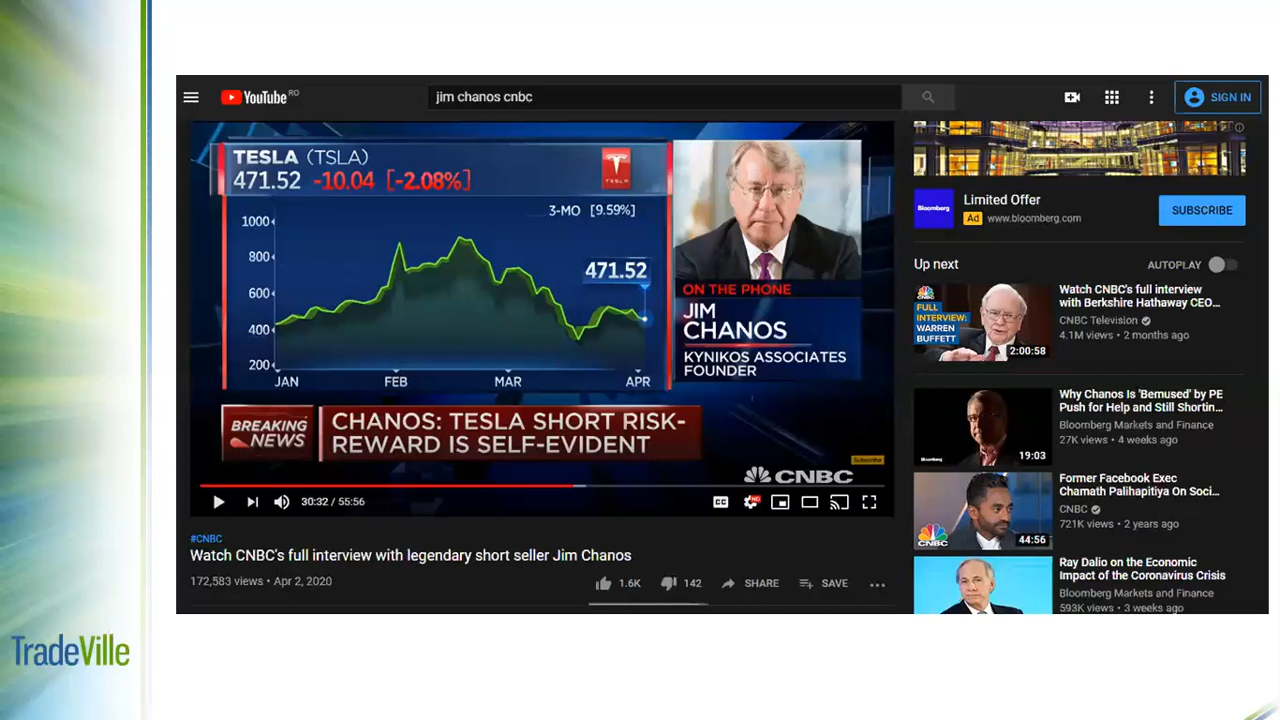 YouTube RO
jim chanos cnbc
SIGN IN
TESLA (TSLA)
471.52 -10.04 [-2.08%]
3-MO [9.59%]
1000
800
600
400
200
471.52
JAN FEB MAR APR
ON THE PHONE
JIM
CHANOS
KYNIKOS ASSOCIATES
FOUNDER
BREAKING
NEWS
CHANOS: TESLA SHORT RISK-
REWARD IS SELF-EVIDENT
Subscribe
CNBC
30:32 / 55:56
CC
HD
#CNBC
Watch CNBC's full interview with legendary short seller Jim Chanos
172,583 views • Apr 2, 2020
1.6K 142 SHARE SAVE
Bloomberg
Limited Offer
Ad www.bloomberg.com
SUBSCRIBE
Up next
AUTOPLAY
CNBC
FULL
INTERVIEW:
WARREN
BUFFETT
2:00:58
Watch CNBC's full interview
with Berkshire Hathaway CEO...
CNBC Television
4.1M views • 2 months ago
Bloomberg
19:03
Why Chanos Is 'Bemused' by PE
Push for Help and Still Shortin...
Bloomberg Markets and Finance
27K views • 4 weeks ago
CNBC
44:56
Former Facebook Exec
Chamath Palihapitiya On Soci...
CNBC
721K views • 2 years ago
Ray Dalio on the Economic
Impact of the Coronavirus Crisis
Bloomberg Markets and Finance
593K views • 3 weeks ago
TradeVille